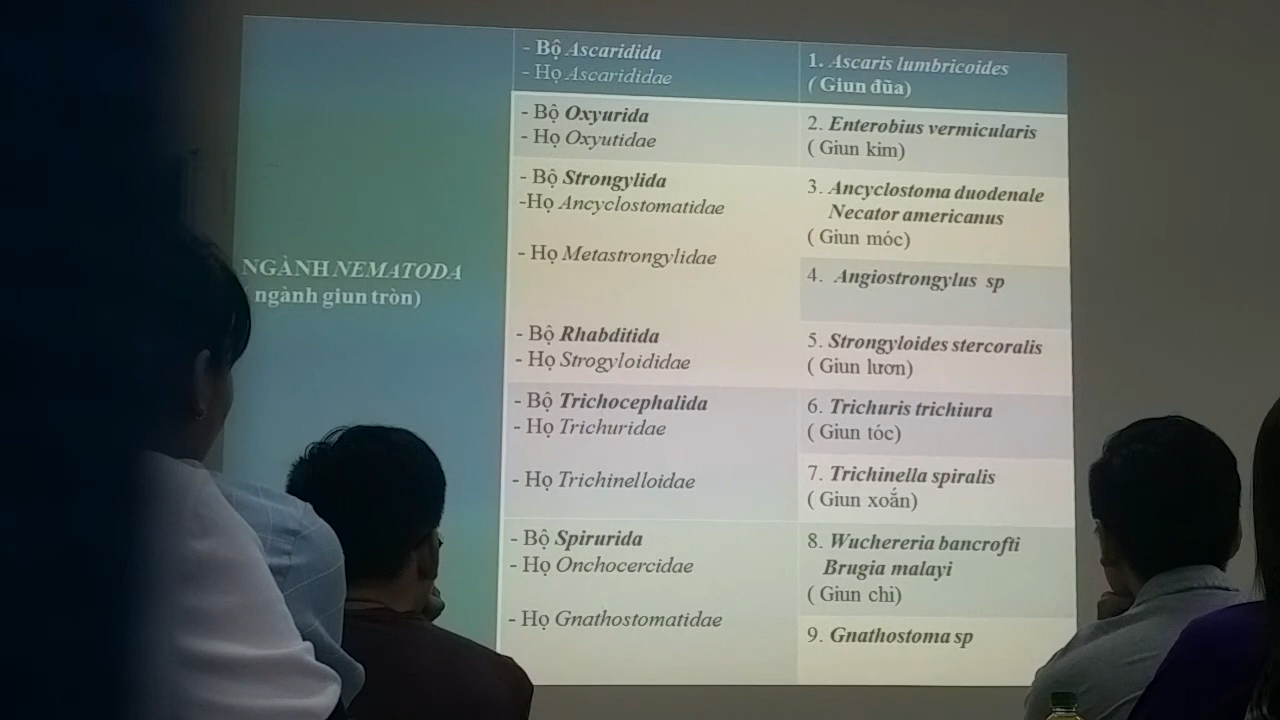 NGÀNH NEMATODA
ngành giun tròn)
- Bộ Ascaridida
- Họ Ascarididae
1. Ascaris lumbricoides
( Giun đũa)
- Bộ Oxyurida
- Họ Oxyutidae
2. Enterobius vermicularis
( Giun kim)
- Bộ Strongylida
-Họ Ancyclostomatidae
- Họ Metastrongylidae
3. Ancyclostoma duodenale
Necator americanus
( Giun móc)
4. Angiostrongylus sp
- Bộ Rhabditida
- Họ Strogyloididae
5. Strongyloides stercoralis
( Giun lươn)
- Bộ Trichocephalida
- Họ Trichuridae
6. Trichuris trichiura
( Giun tóc)
- Họ Trichinelloidae
7. Trichinella spiralis
( Giun xoắn)
- Bộ Spirurida
- Họ Onchocercidae
8. Wuchereria bancrofti
Brugia malayi
( Giun chỉ)
- Họ Gnathostomatidae
9. Gnathostoma sp